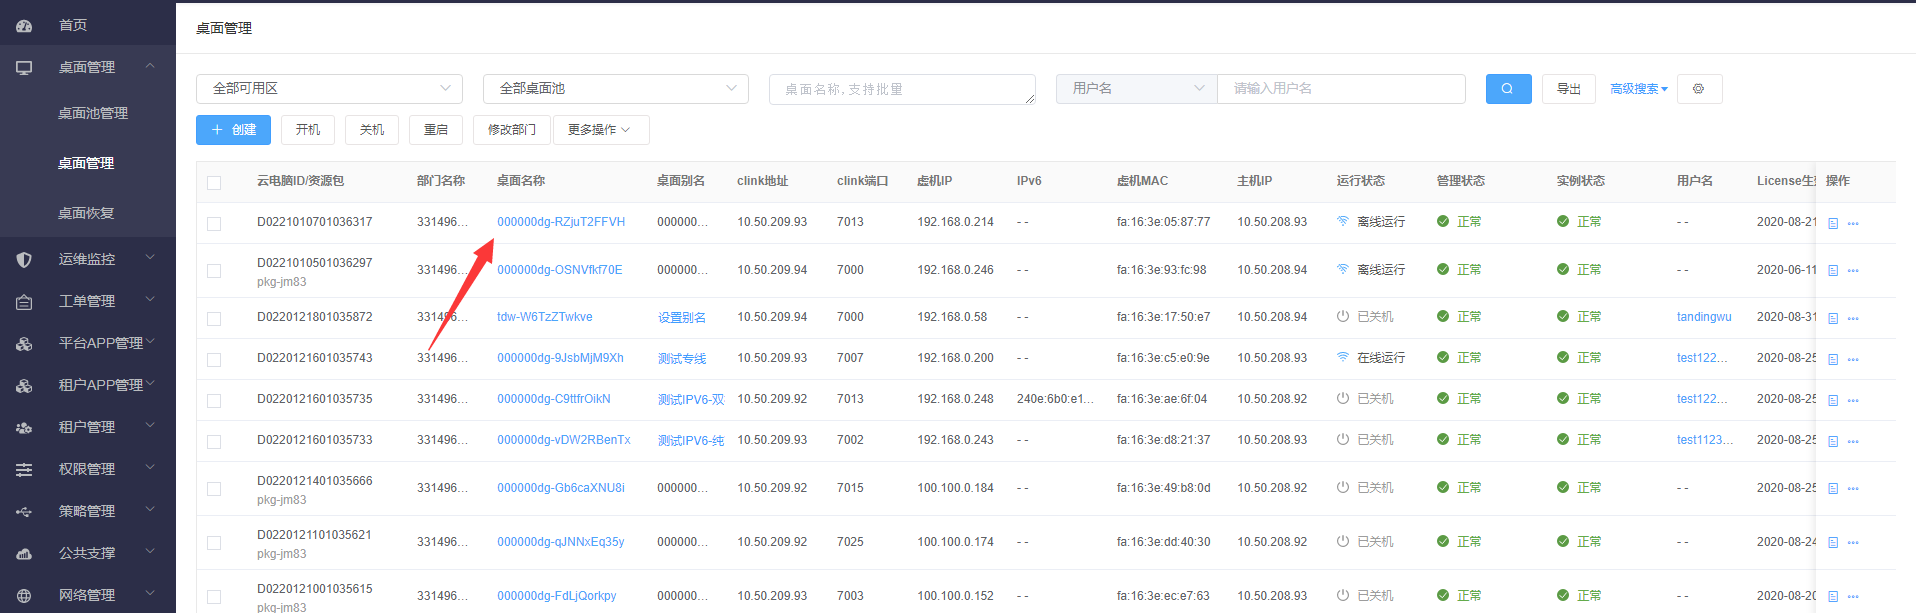 首页
桌面管理
桌面池管理
桌面管理
桌面恢复
运维监控
工单管理
平台APP管理
租户APP管理
租户管理
权限管理
策略管理
公共支撑
网络管理
桌面管理
全部可用区 全部桌面池 桌面名称,支持批量 用户名 请输入用户名 导出 高级搜索
+ 创建 开机 关机 重启 修改部门 更多操作
云电脑ID/资源包 部门名称 桌面名称 桌面别名 clink地址 clink端口 虚机IP IPv6 虚机MAC 主机IP 运行状态 管理状态 实例状态 用户名 License生 操作
D0221010701036317 331496... 000000dg-RZjuT2FFVH 000000... 10.50.209.93 7013 192.168.0.214 - - fa:16:3e:05:87:77 10.50.208.93 离线运行 正常 正常 - - 2020-08-21 ...
D0221010501036297 331496... 000000dg-OSNVfkf70E 000000... 10.50.209.94 7000 192.168.0.246 - - fa:16:3e:93:fc:98 10.50.208.94 离线运行 正常 正常 - - 2020-06-11 ...
pkg-jm83
D0220121801035872 331496... tdw-W6TzZTwkve 设置别名 10.50.209.94 7000 192.168.0.58 - - fa:16:3e:17:50:e7 10.50.208.94 已关机 正常 正常 tandingwu 2020-08-31 ...
D0220121601035743 331496... 000000dg-9JsbMjM9Xh 测试专线 10.50.209.93 7007 192.168.0.200 - - fa:16:3e:c5:e0:9e 10.50.208.93 在线运行 正常 正常 test122... 2020-08-25 ...
D0220121601035735 331496... 000000dg-C9ttfrOikN 测试IPV6-双 10.50.209.92 7013 192.168.0.248 240e:6b0:e1... fa:16:3e:ae:6f:04 10.50.208.92 已关机 正常 正常 test122... 2020-08-25 ...
D0220121601035733 331496... 000000dg-vDW2RBenTx 测试IPV6-纯 10.50.209.93 7002 192.168.0.243 - - fa:16:3e:d8:21:37 10.50.208.93 已关机 正常 正常 test1123... 2020-08-25 ...
D0220121401035666 331496... 000000dg-Gb6caXNU8i 000000... 10.50.209.92 7015 100.100.0.184 - - fa:16:3e:49:b8:0d 10.50.208.92 已关机 正常 正常 - - 2020-08-25 ...
pkg-jm83
D0220121101035621 331496... 000000dg-qJNNxEq35y 000000... 10.50.209.92 7025 100.100.0.174 - - fa:16:3e:dd:40:30 10.50.208.92 已关机 正常 正常 - - 2020-08-24 ...
pkg-jm83
D0220121001035615 331496... 000000dg-FdLjQorkpy 000000... 10.50.209.93 7003 100.100.0.152 - - fa:16:3e:ec:e7:63 10.50.208.93 已关机 正常 正常 - - 2020-08-20 ...
pkg-jm83